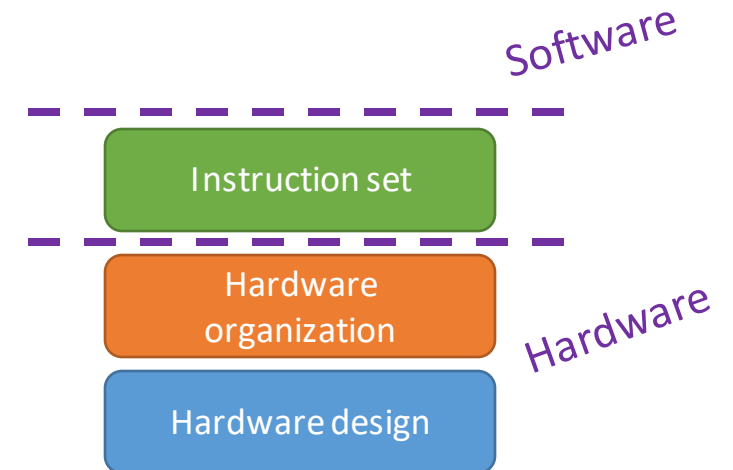 Software
Instruction set
Hardware
organization
Hardware
Hardware design